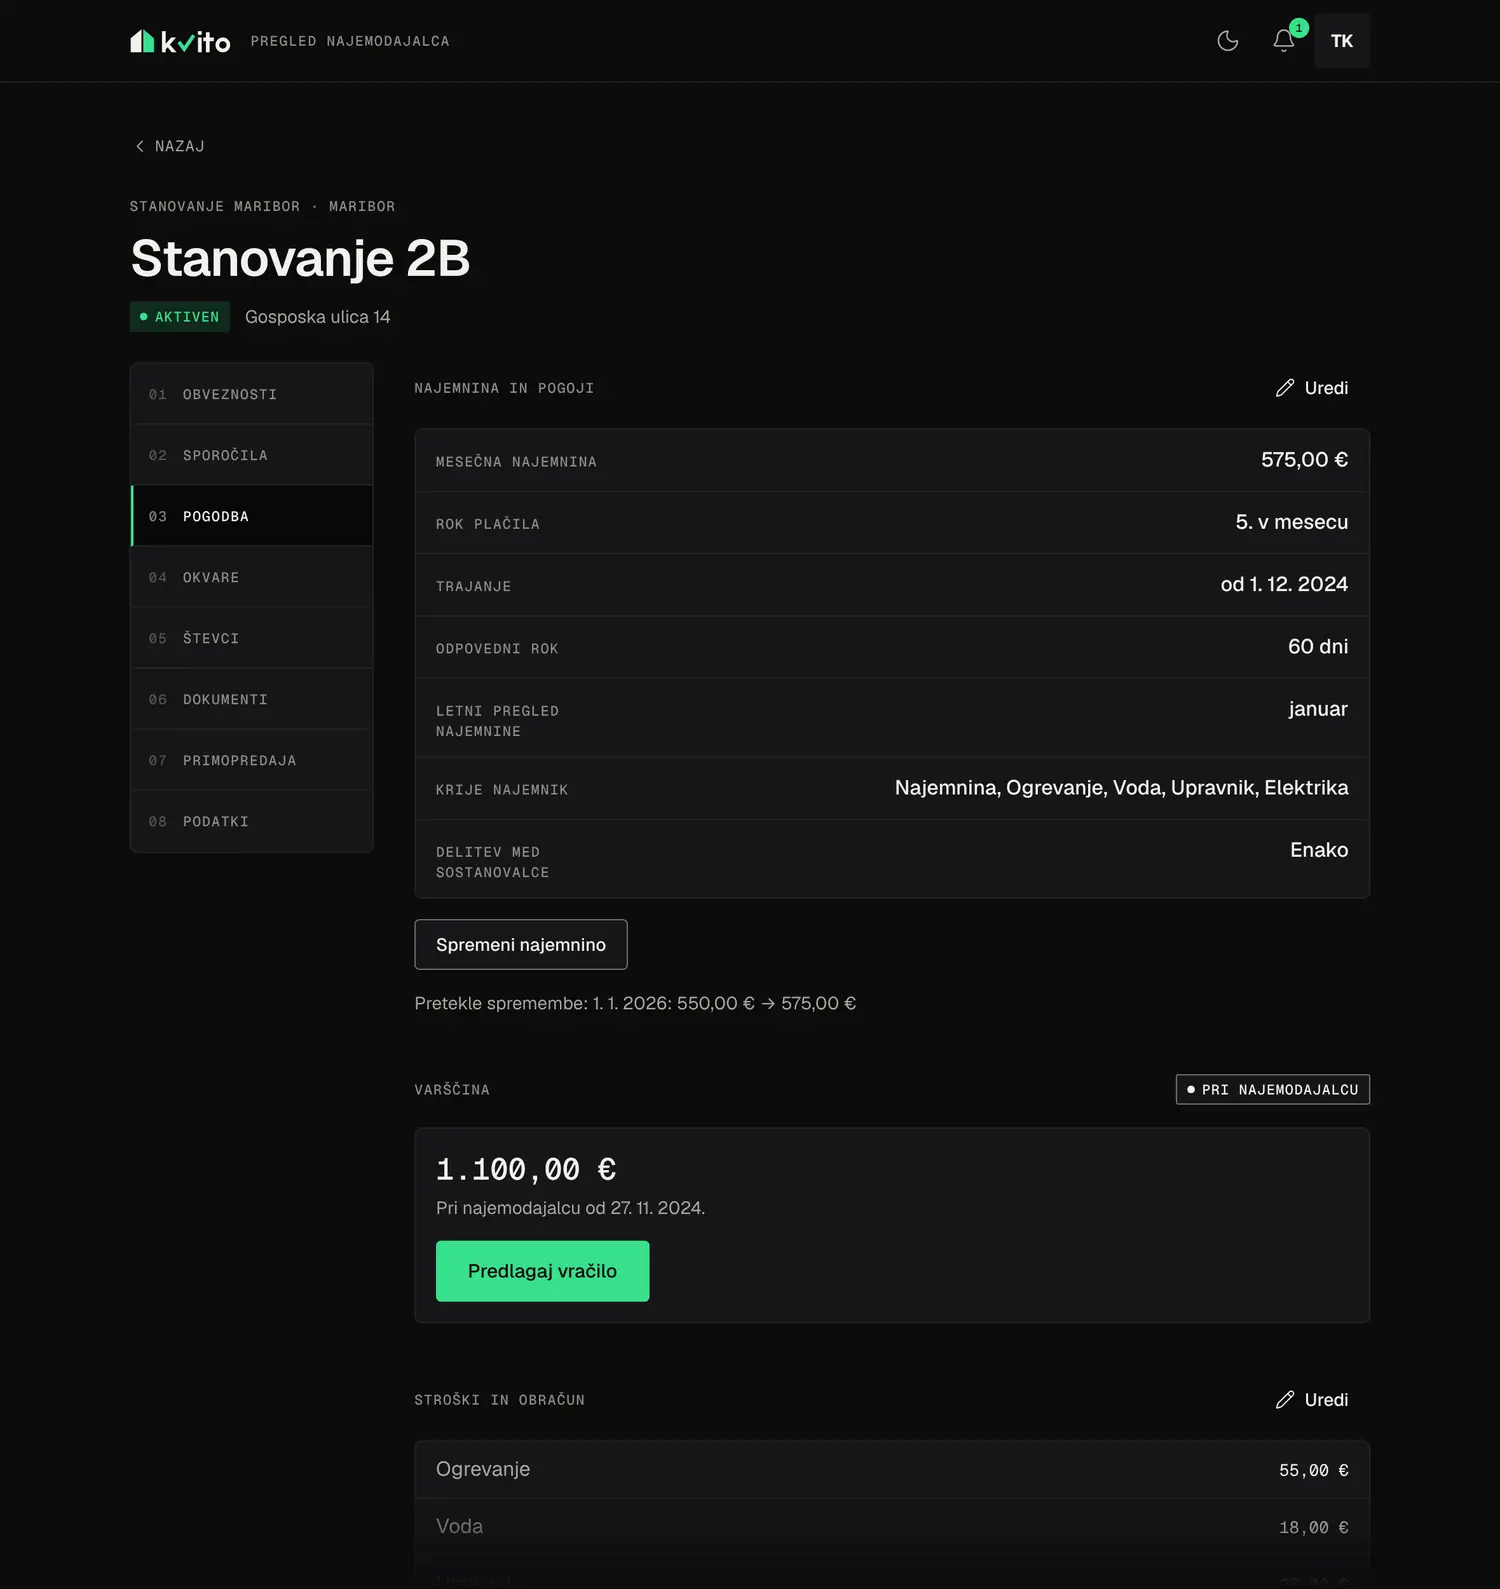 kvito PREGLED NAJEMODAJALCA
1
TK
NAZAJ
STANOVANJE MARIBOR · MARIBOR
Stanovanje 2B
AKTIVEN Gosposka ulica 14
01 OBVEZNOSTI
02 SPOROČILA
03 POGODBA
04 OKVARE
05 ŠTEVCI
06 DOKUMENTI
07 PRIMOPREDAJA
08 PODATKI
NAJEMNINA IN POGOJI
Uredi
MESEČNA NAJEMNINA 575,00 €
ROK PLAČILA 5. v mesecu
TRAJANJE od 1. 12. 2024
ODPOVEDNI ROK 60 dni
LETNI PREGLED
NAJEMNINE
januar
KRIJE NAJEMNIK Najemnina, Ogrevanje, Voda, Upravnik, Elektrika
DELITEV MED
SOSTANOVALCE
Enako
Spremeni najemnino
Pretekle spremembe: 1. 1. 2026: 550,00 € → 575,00 €
VARŠČINA
PRI NAJEMODAJALCU
1.100,00 €
Pri najemodajalcu od 27. 11. 2024.
Predlagaj vračilo
STROŠKI IN OBRAČUN
Uredi
Ogrevanje 55,00 €
Voda 18,00 €